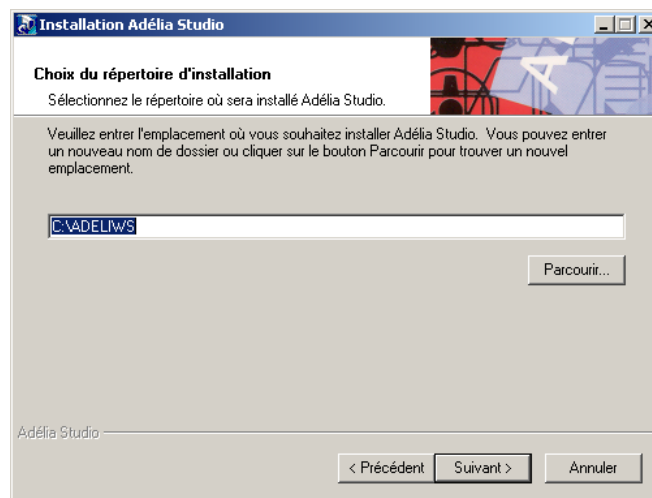 Installation Adélia Studio
Choix du répertoire d'installation
Sélectionnez le répertoire où sera installé Adélia Studio.
Veuillez entrer l'emplacement où vous souhaitez installer Adélia Studio. Vous pouvez entrer
un nouveau nom de dossier ou cliquer sur le bouton Parcourir pour trouver un nouvel
emplacement.
C:\ADELIWS
Parcourir...
Adélia Studio
< Précédent Suivant > Annuler